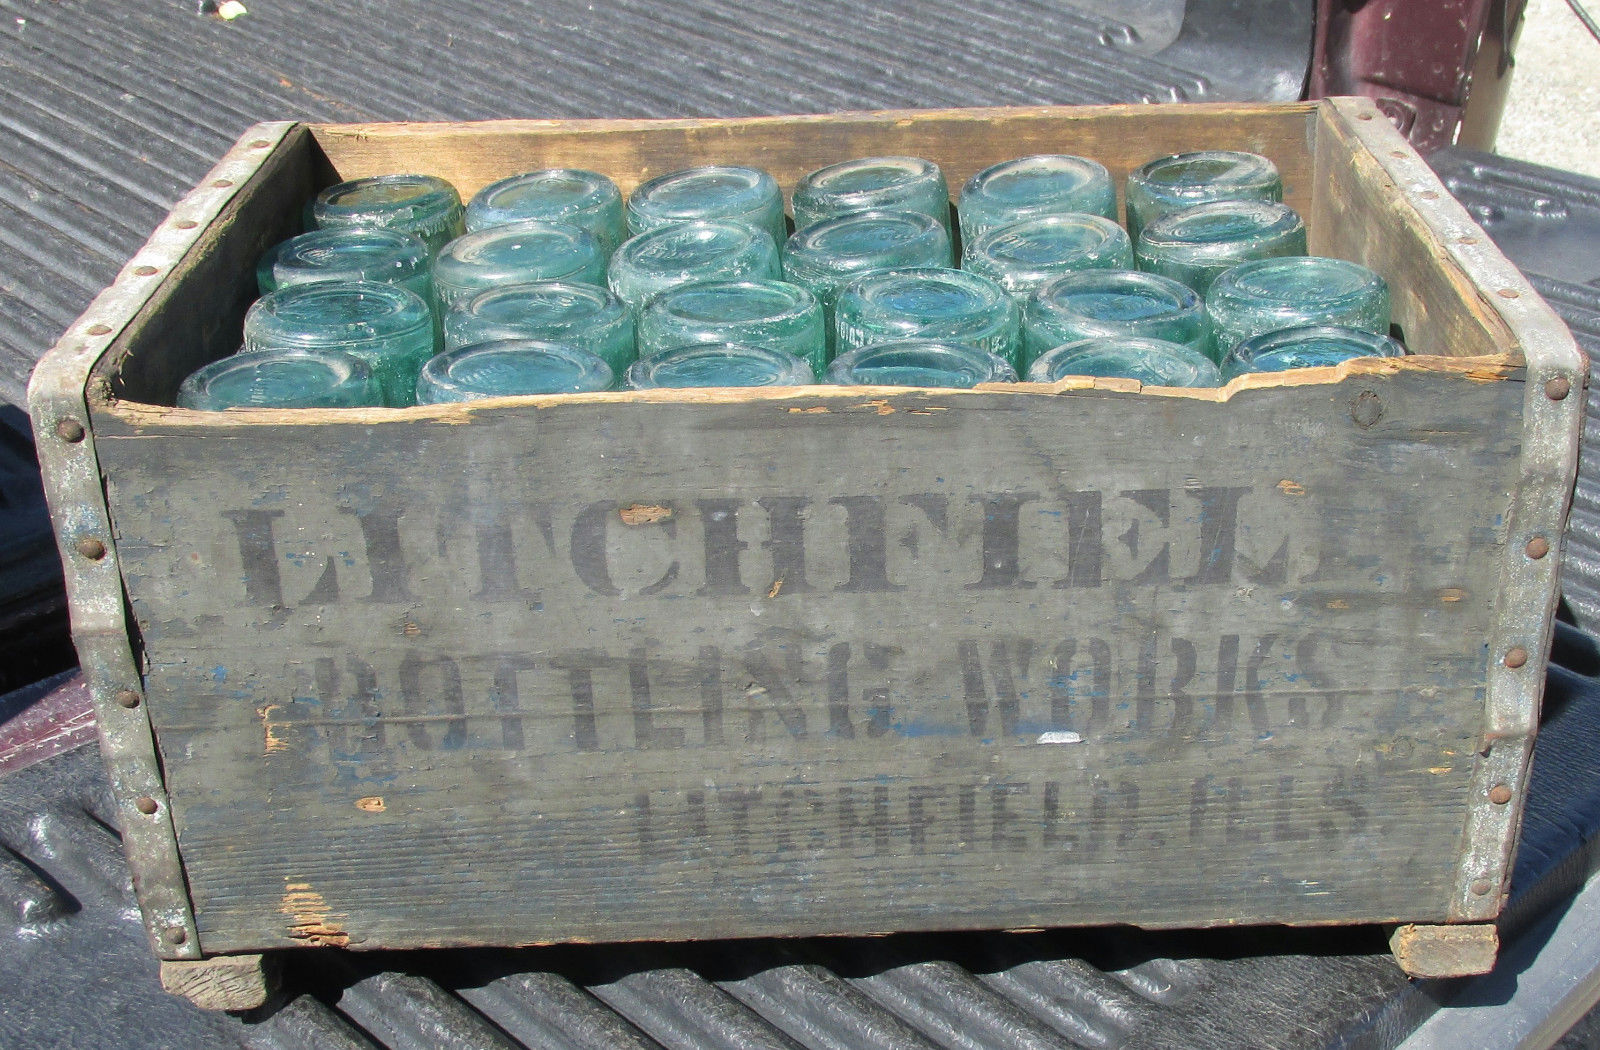 LITCHFIELD
BOTTLING WORKS
LITCHFIELD, ILLS.